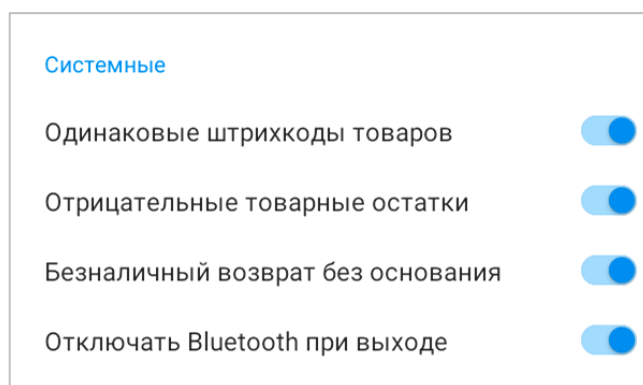 Системные
Одинаковые штрихкоды товаров
Отрицательные товарные остатки
Безналичный возврат без основания
Отключать Bluetooth при выходе